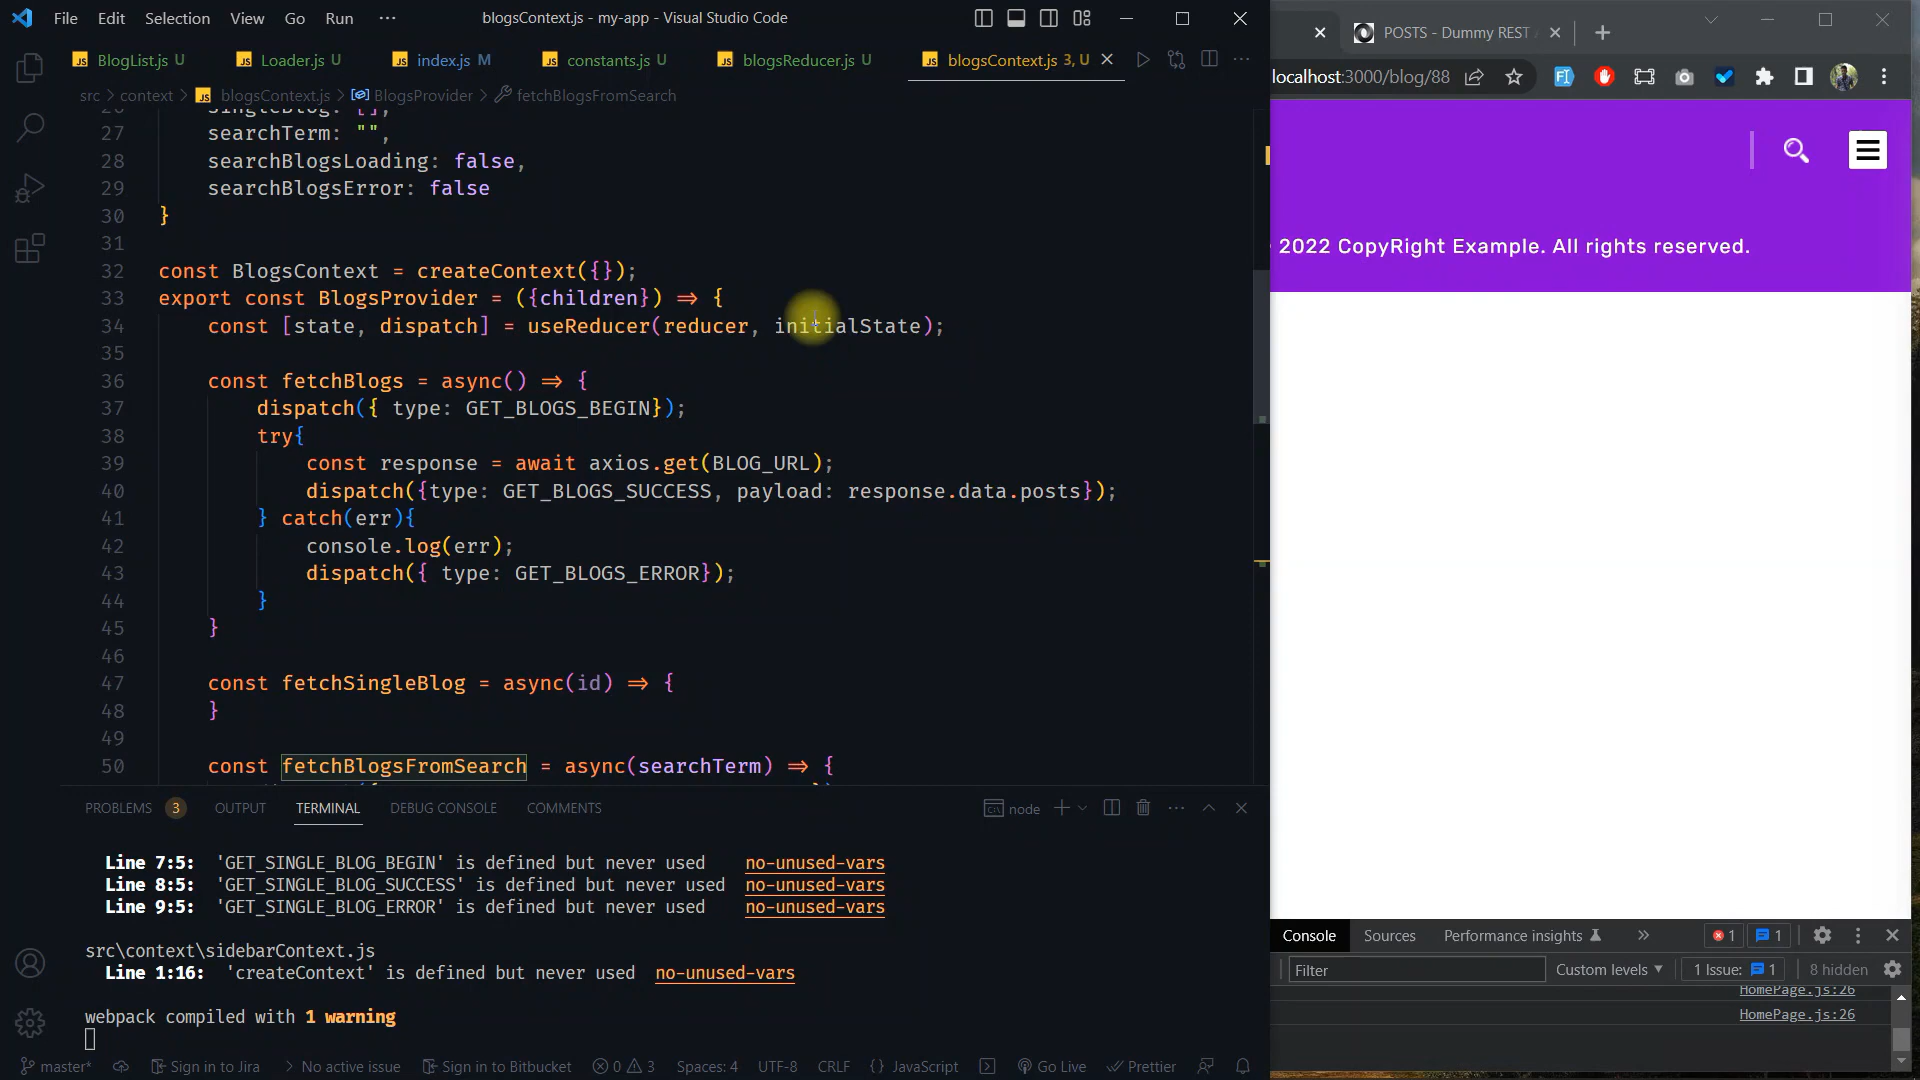 File Edit Selection View Go Run ··· blogsContext.js - my-app - Visual Studio Code
BlogList.js U Loader.js U index.js M constants.js U blogsReducer.js U blogsContext.js 3, U
src > context > blogsContext.js > BlogsProvider > fetchBlogsFromSearch
26 singleBlog: [],
27 searchTerm: "",
28 searchBlogsLoading: false,
29 searchBlogsError: false
30 }
31
32 const BlogsContext = createContext({});
33 export const BlogsProvider = ({children}) => {
34 const [state, dispatch] = useReducer(reducer, initialState);
35
36 const fetchBlogs = async() => {
37 dispatch({ type: GET_BLOGS_BEGIN});
38 try{
39 const response = await axios.get(BLOG_URL);
40 dispatch({type: GET_BLOGS_SUCCESS, payload: response.data.posts});
41 } catch(err){
42 console.log(err);
43 dispatch({ type: GET_BLOGS_ERROR});
44 }
45 }
46
47 const fetchSingleBlog = async(id) => {
48 }
49
50 const fetchBlogsFromSearch = async(searchTerm) => {
PROBLEMS 3 OUTPUT TERMINAL DEBUG CONSOLE COMMENTS node
Line 7:5: 'GET_SINGLE_BLOG_BEGIN' is defined but never used no-unused-vars
Line 8:5: 'GET_SINGLE_BLOG_SUCCESS' is defined but never used no-unused-vars
Line 9:5: 'GET_SINGLE_BLOG_ERROR' is defined but never used no-unused-vars
src\context\sidebarContext.js
Line 1:16: 'createContext' is defined but never used no-unused-vars
webpack compiled with 1 warning
master* Sign in to Jira No active issue Sign in to Bitbucket 0 3 Spaces: 4 UTF-8 CRLF {} JavaScript Go Live Prettier
POSTS - Dummy REST
localhost:3000/blog/88
2022 CopyRight Example. All rights reserved.
Console Sources Performance insights 1 1
Filter Custom levels 1 Issue: 1 8 hidden
HomePage.js:26
HomePage.js:26